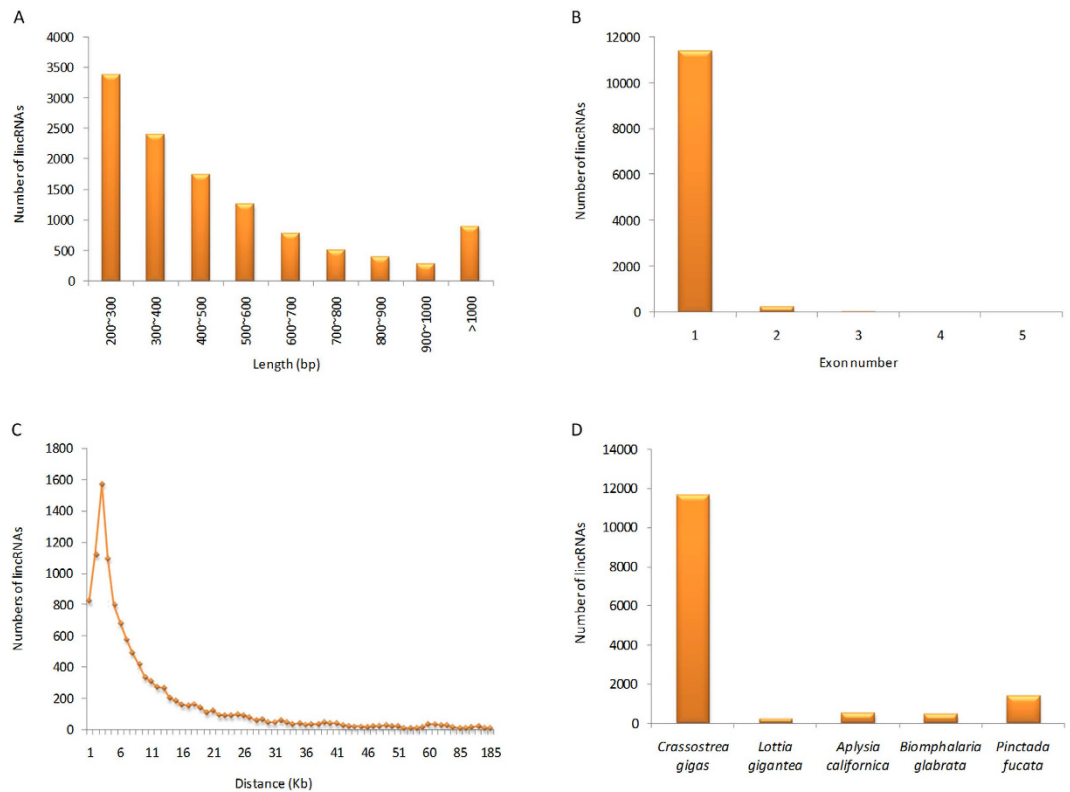 A
Number of lincRNAs
4000
3500
3000
2500
2000
1500
1000
500
0
200~300
300~400
400~500
500~600
600~700
700~800
800~900
900~1000
>1000
Length (bp)
B
Number of lincRNAs
12000
10000
8000
6000
4000
2000
0
1 2 3 4 5
Exon number
C
Numbers of lincRNAs
1800
1600
1400
1200
1000
800
600
400
200
0
1 6 11 16 21 26 31 36 41 46 51 60 85 185
Distance (Kb)
D
Number of lincRNAs
14000
12000
10000
8000
6000
4000
2000
0
Crassostrea gigas
Lottia gigantea
Aplysia californica
Biomphalaria glabrata
Pinctada fucata